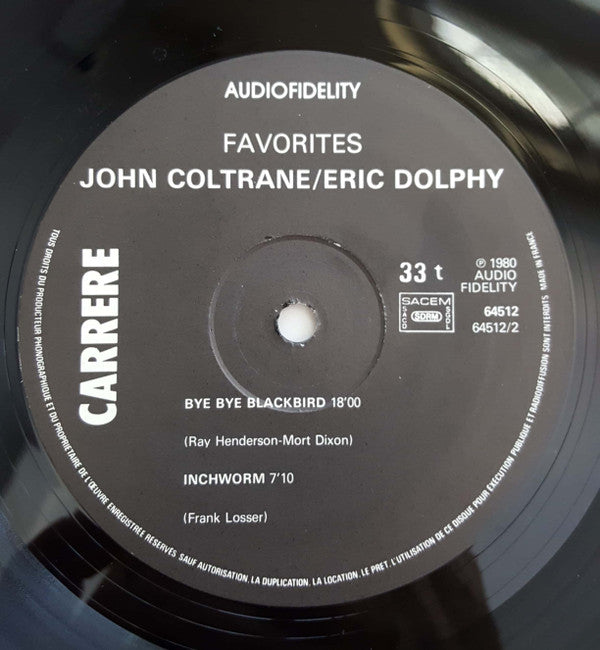 AUDIOFIDELITY
FAVORITES
JOHN COLTRANE/ERIC DOLPHY
CARRERE
33 t
℗ 1980
AUDIO
FIDELITY
SACEM
SACD
SDRM
SGDL
64512
64512/2
BYE BYE BLACKBIRD 18'00
(Ray Henderson-Mort Dixon)
INCHWORM 7'10
(Frank Losser)
TOUS DROITS DU PRODUCTEUR PHONOGRAPHIQUE ET DU PROPRIETAIRE DE L'ŒUVRE ENREGISTREE RESERVES. SAUF AUTORISATION, LA DUPLICATION, LA LOCATION, LE PRET, L'UTILISATION DE CE DISQUE POUR EXECUTION PUBLIQUE ET RADIODIFFUSION SONT INTERDITS MADE IN FRANCE